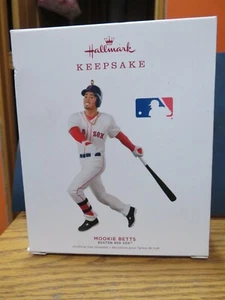 Hallmark
KEEPSAKE
SOX
MOOKIE BETTS
BOSTON RED SOX